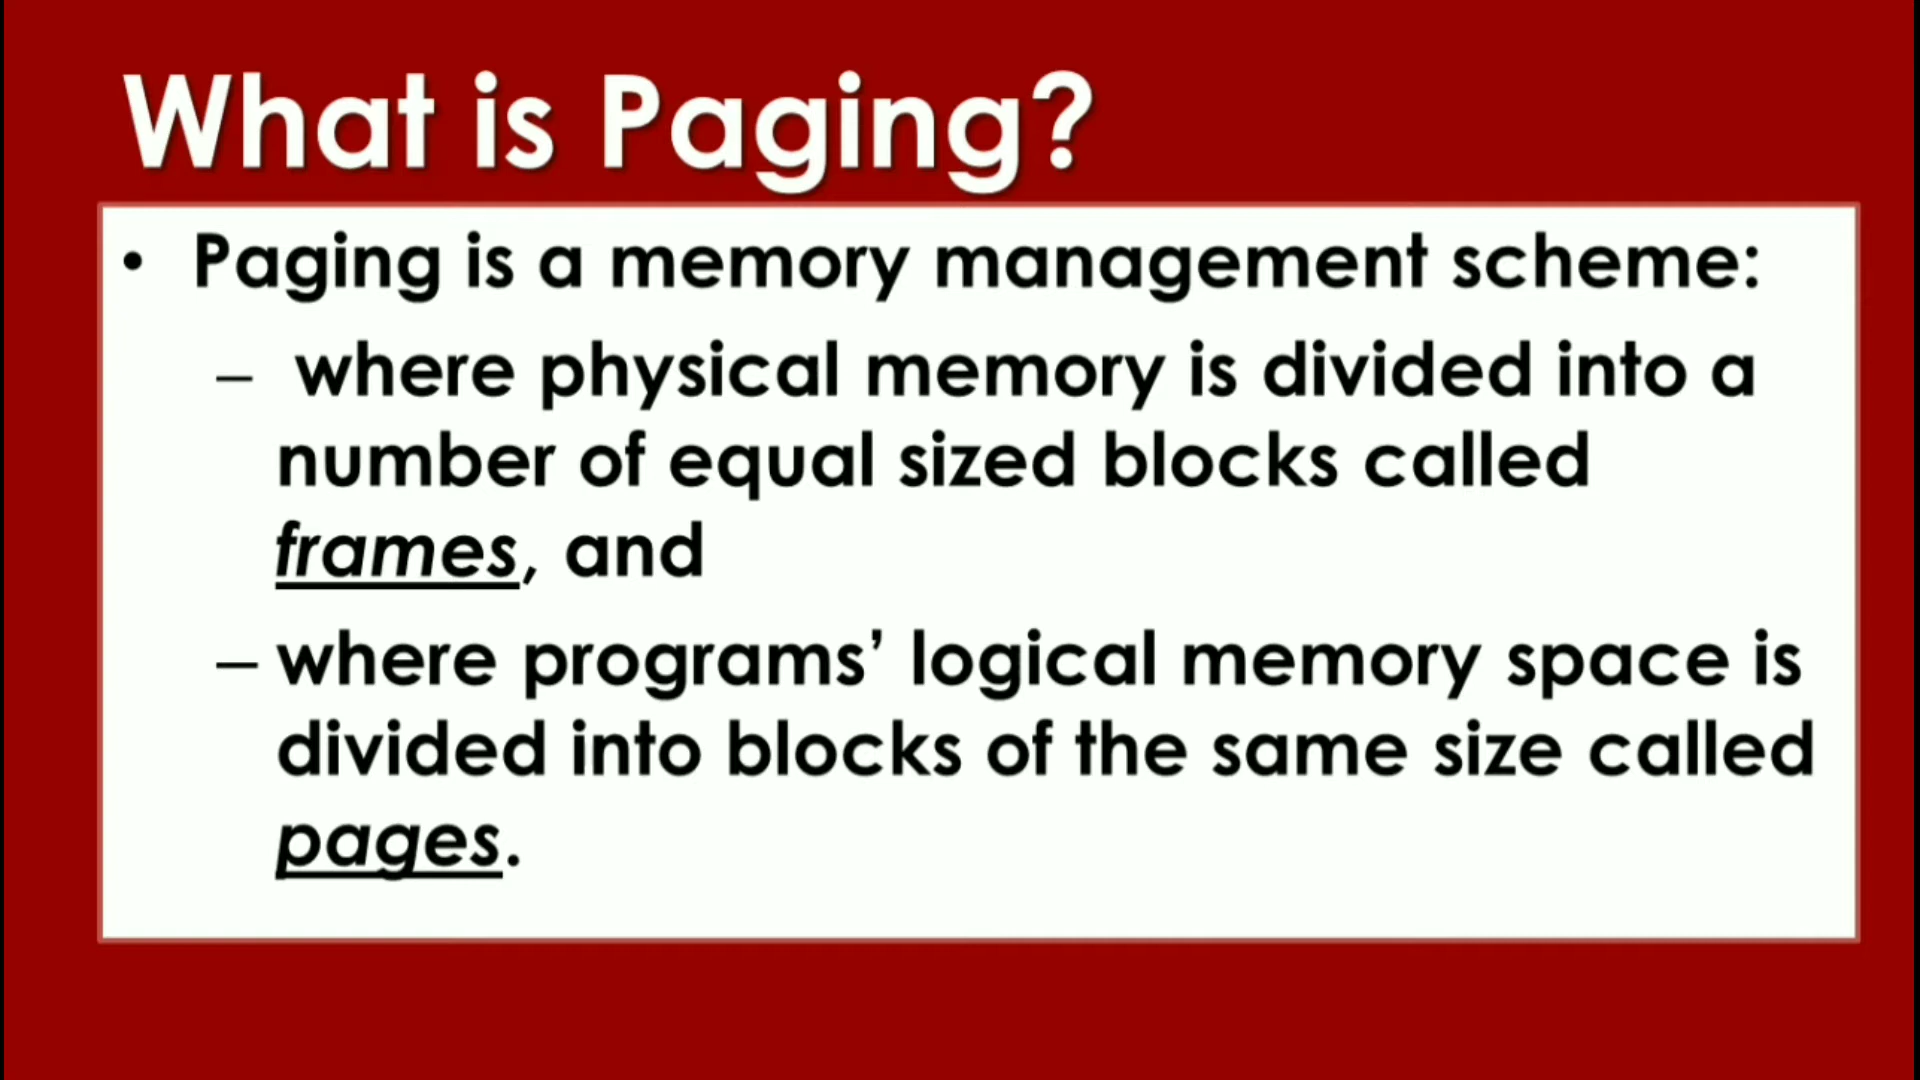 What is Paging?
• Paging is a memory management scheme:
– where physical memory is divided into a
number of equal sized blocks called
frames, and
– where programs’ logical memory space is
divided into blocks of the same size called
pages.